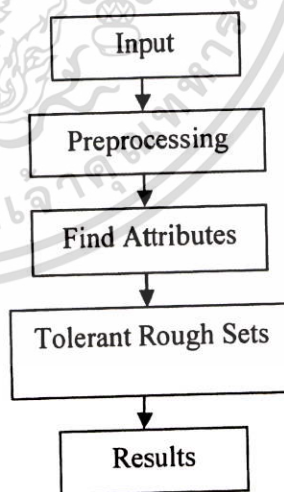 Input
Preprocessing
Find Attributes
Tolerant Rough Sets
Results